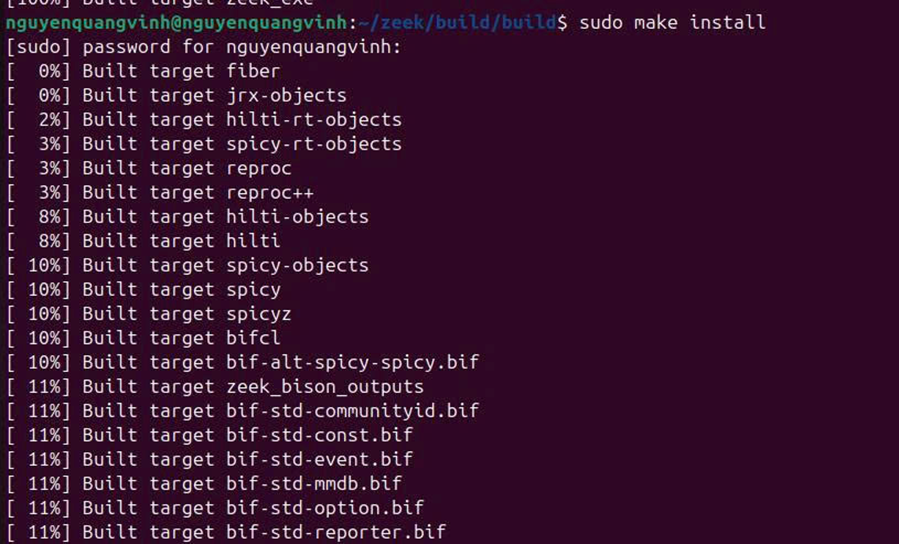 [100%] Built target zeek_exe
nguyenquangvinh@nguyenquangvinh:~/zeek/build/build$ sudo make install
[sudo] password for nguyenquangvinh:
[  0%] Built target fiber
[  0%] Built target jrx-objects
[  2%] Built target hilti-rt-objects
[  3%] Built target spicy-rt-objects
[  3%] Built target reproc
[  3%] Built target reproc++
[  8%] Built target hilti-objects
[  8%] Built target hilti
[ 10%] Built target spicy-objects
[ 10%] Built target spicy
[ 10%] Built target spicyz
[ 10%] Built target bifcl
[ 10%] Built target bif-alt-spicy-spicy.bif
[ 11%] Built target zeek_bison_outputs
[ 11%] Built target bif-std-communityid.bif
[ 11%] Built target bif-std-const.bif
[ 11%] Built target bif-std-event.bif
[ 11%] Built target bif-std-mmdb.bif
[ 11%] Built target bif-std-option.bif
[ 11%] Built target bif-std-reporter.bif